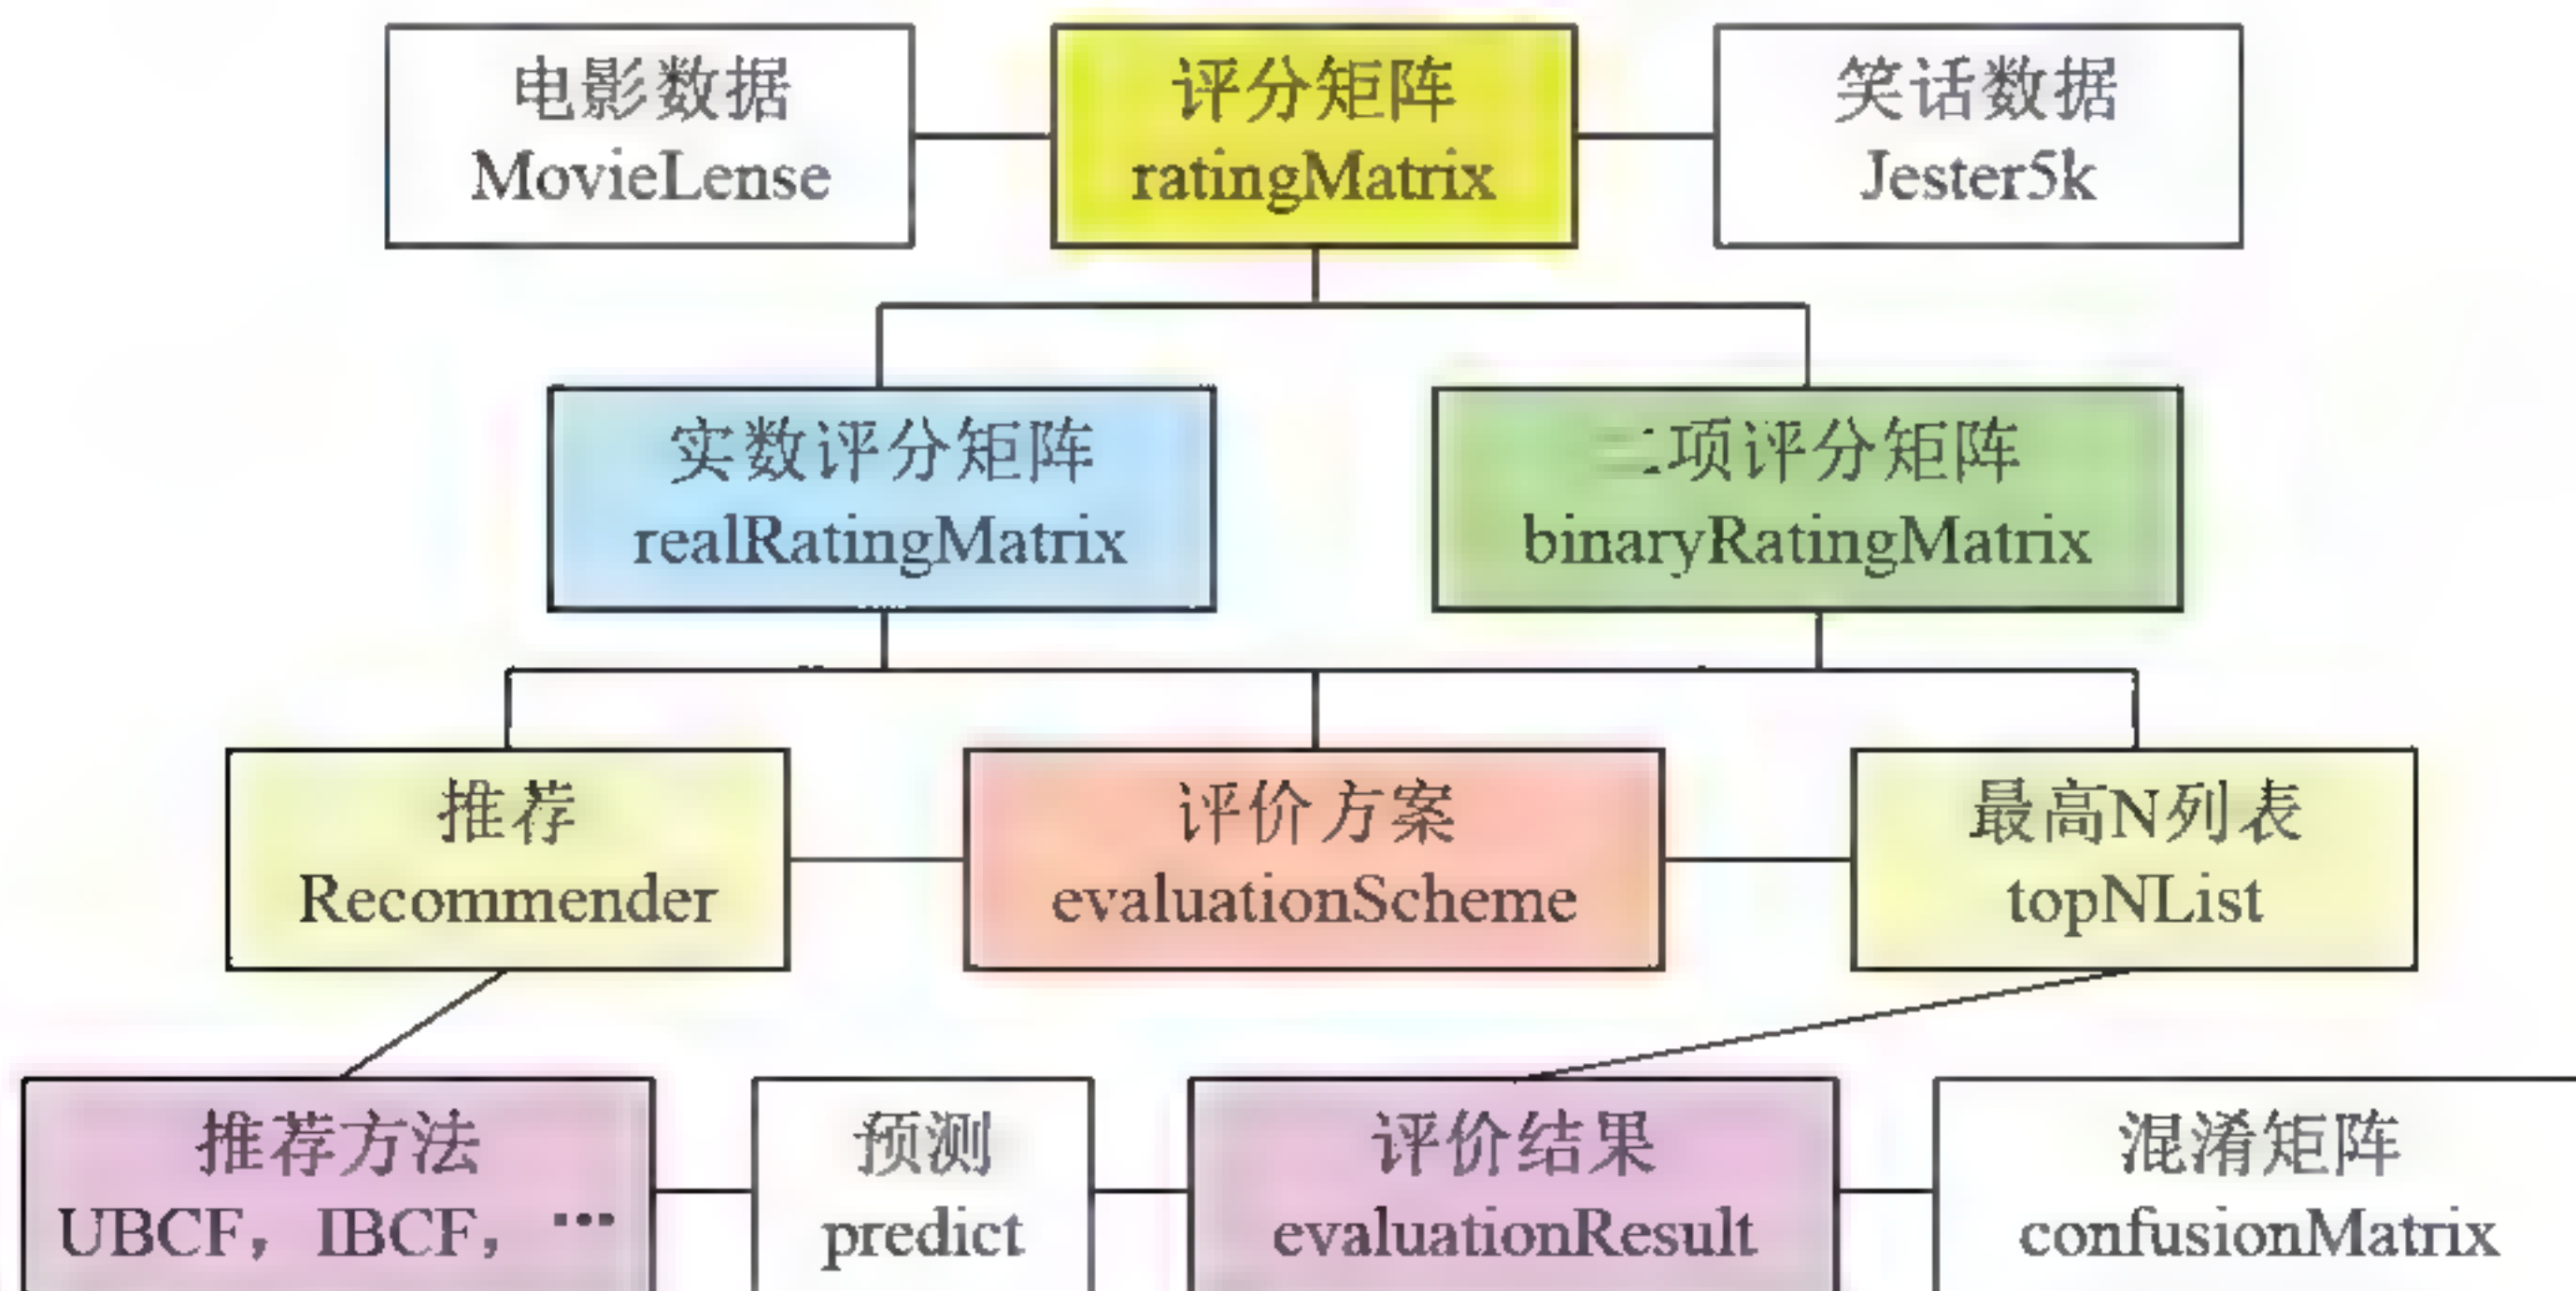 电影数据
MovieLense
评分矩阵
ratingMatrix
笑话数据
Jester5k
实数评分矩阵
realRatingMatrix
二项评分矩阵
binaryRatingMatrix
推荐
Recommender
评价方案
evaluationScheme
最高N列表
topNList
推荐方法
UBCF，IBCF，…
预测
predict
评价结果
evaluationResult
混淆矩阵
confusionMatrix